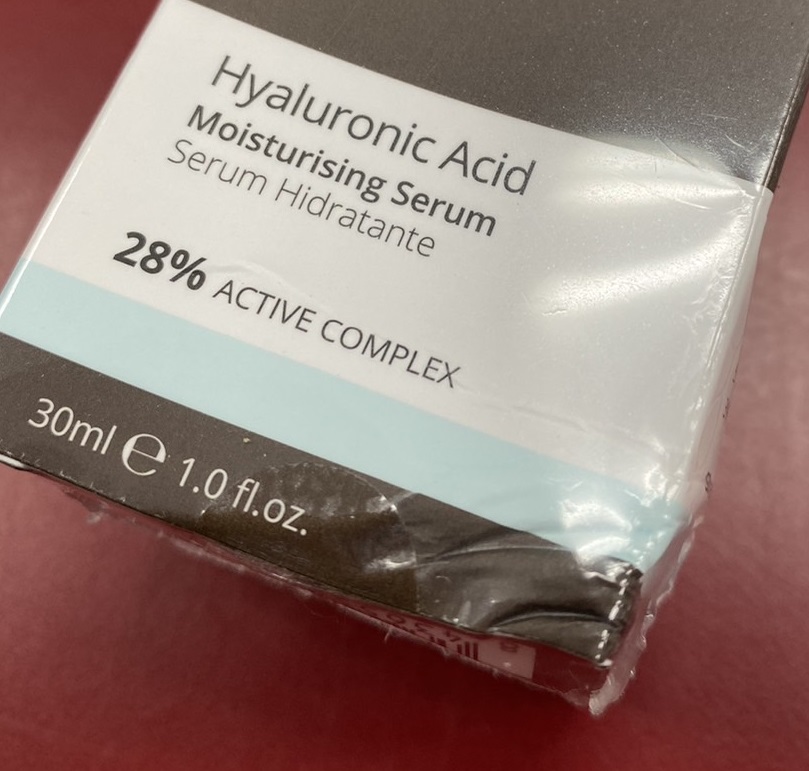 Hyaluronic Acid
Moisturising Serum
Serum Hidratante
28% ACTIVE COMPLEX
30ml ℮ 1.0 fl.oz.